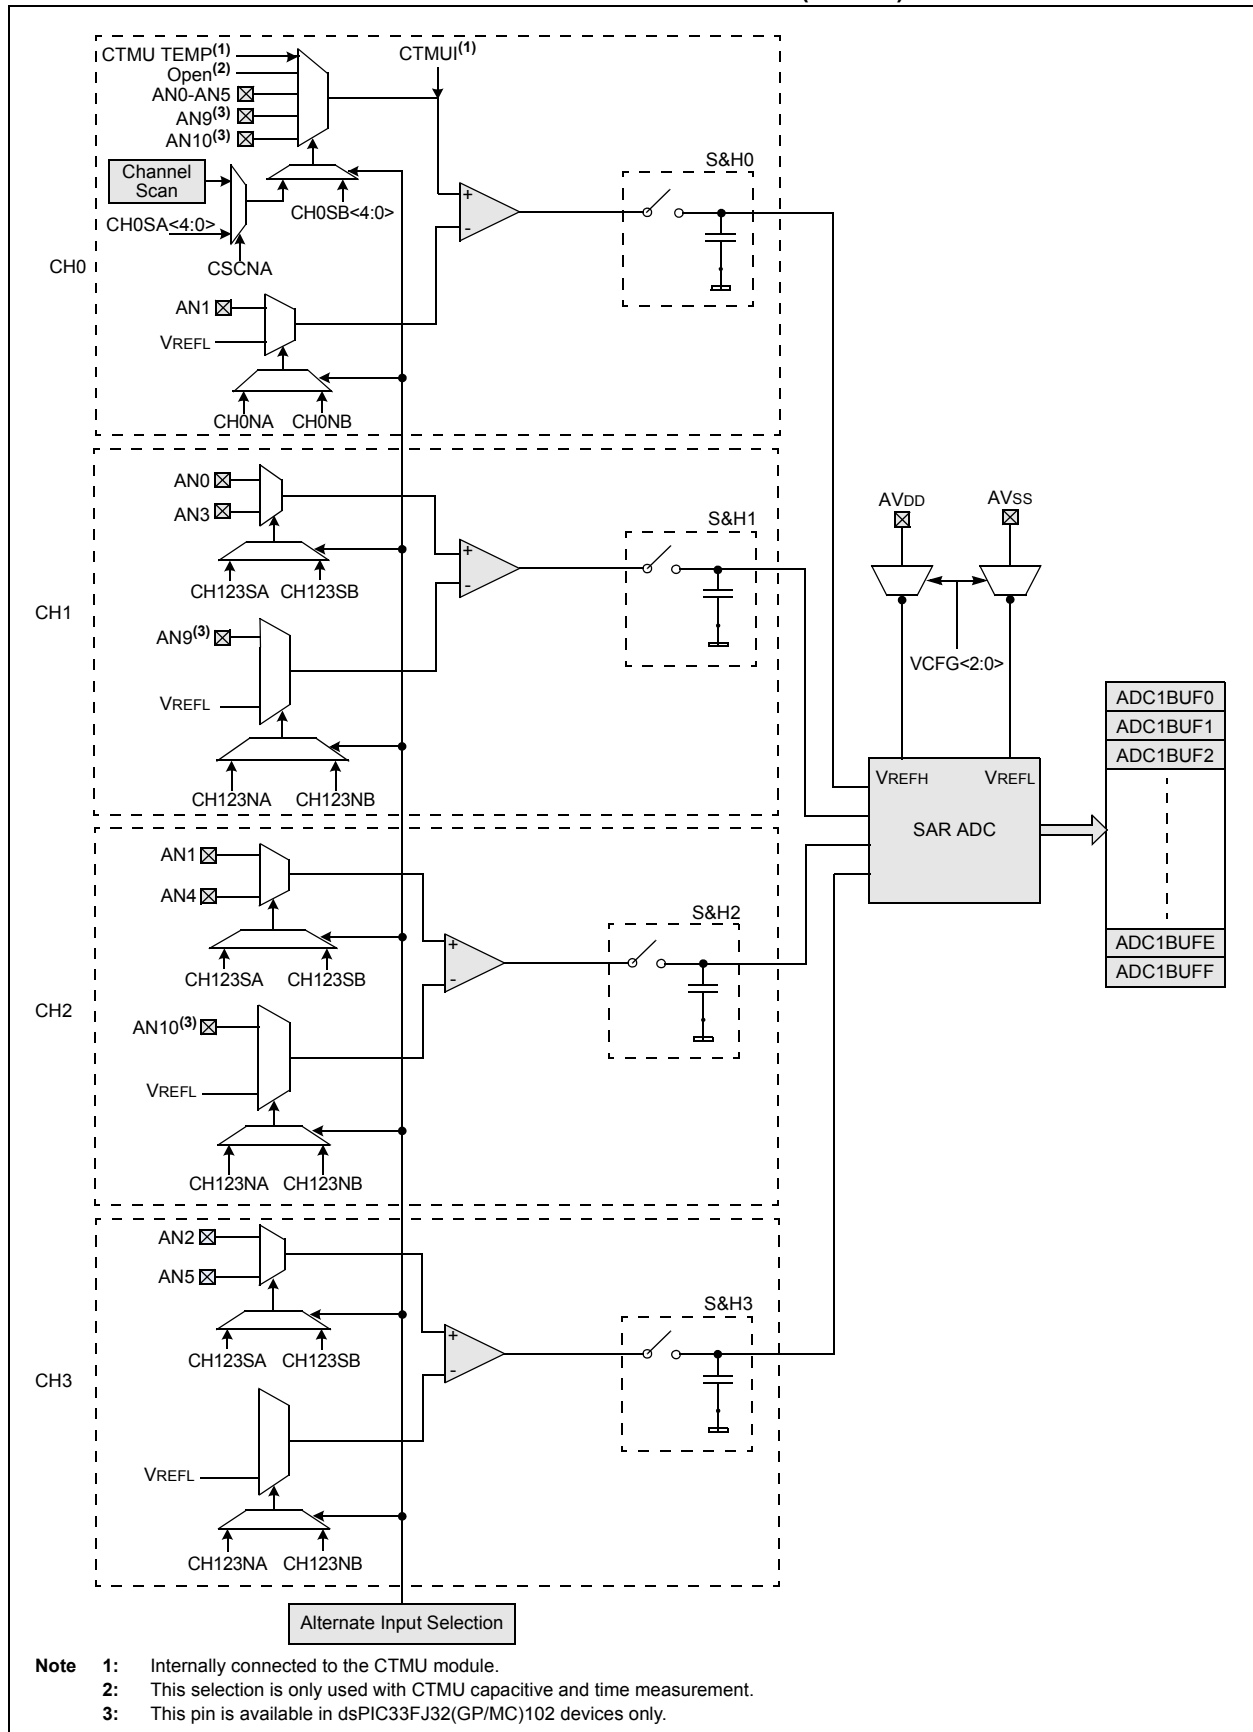 CTMU TEMP(1)
Open(2)
AN0-AN5
AN9(3)
AN10(3)
CTMUI(1)
Channel
Scan
CH0SA<4:0>
CH0SB<4:0>
CSCNA
+
-
S&H0
CH0
AN1
VREFL
CH0NA
CH0NB
AN0
AN3
CH123SA
CH123SB
+
-
S&H1
CH1
AN9(3)
VREFL
CH123NA
CH123NB
AVDD
AVSS
VCFG<2:0>
VREFH
VREFL
SAR ADC
ADC1BUF0
ADC1BUF1
ADC1BUF2
ADC1BUFE
ADC1BUFF
AN1
AN4
CH123SA
CH123SB
+
-
S&H2
CH2
AN10(3)
VREFL
CH123NA
CH123NB
AN2
AN5
CH123SA
CH123SB
+
-
S&H3
CH3
VREFL
CH123NA
CH123NB
Alternate Input Selection
Note 1: Internally connected to the CTMU module.
2: This selection is only used with CTMU capacitive and time measurement.
3: This pin is available in dsPIC33FJ32(GP/MC)102 devices only.